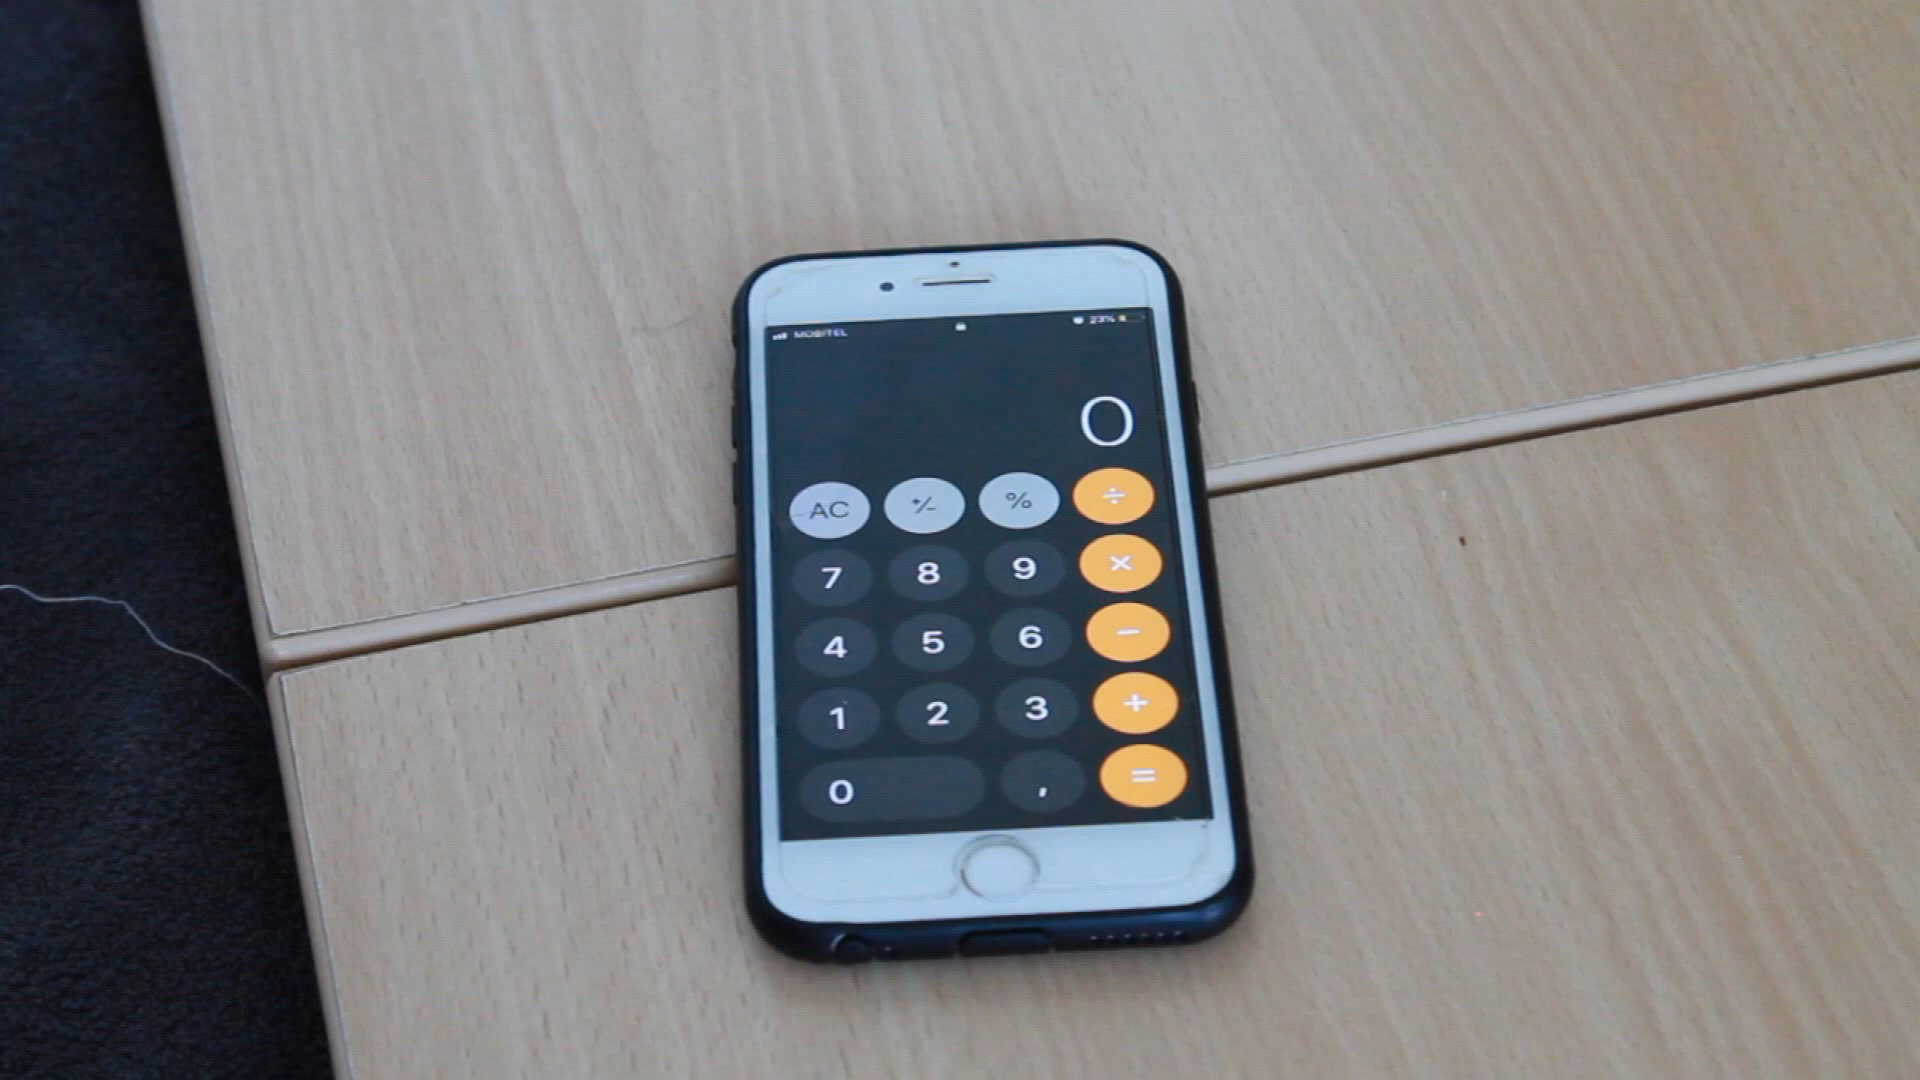 MOBITEL 23%
0
AC +/- % ÷
7 8 9 ×
4 5 6 −
1 2 3 +
0 , =